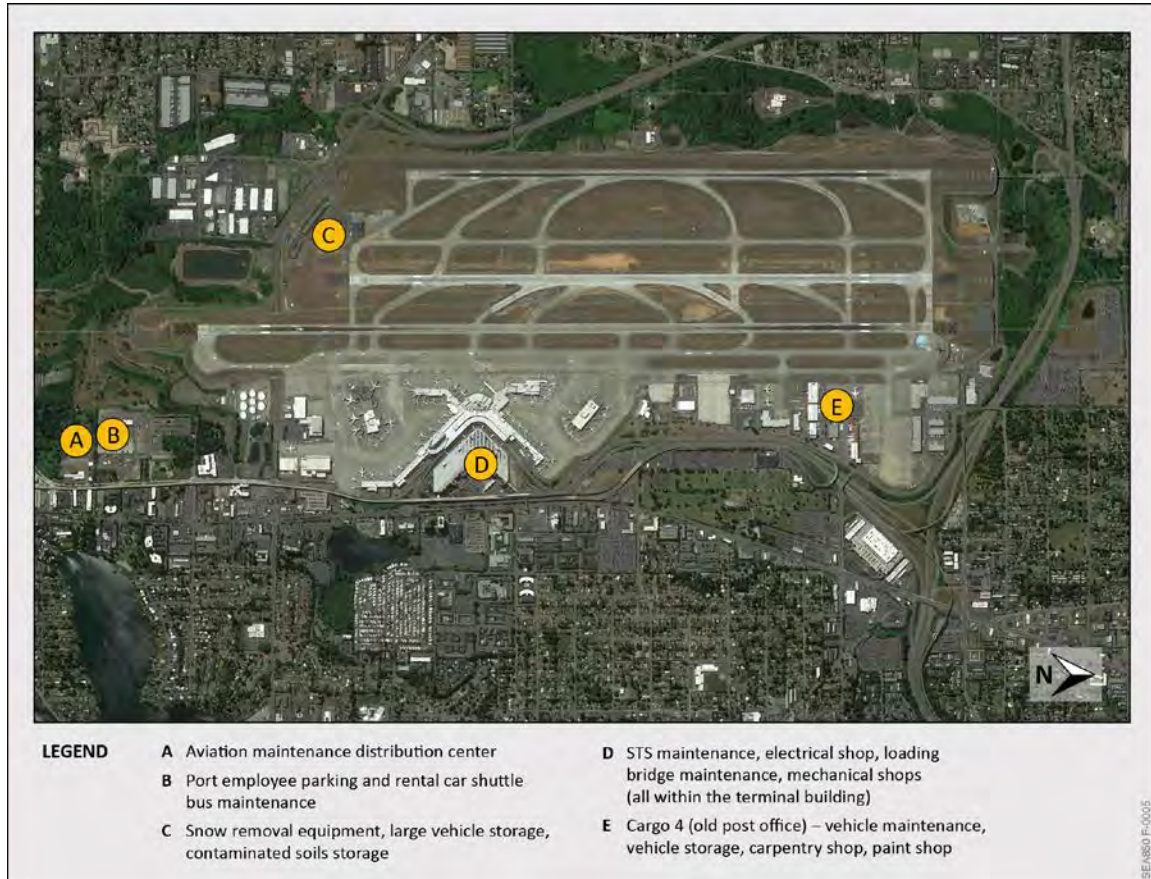 C
E
A
B
D
N
LEGEND
A Aviation maintenance distribution center
B Port employee parking and rental car shuttle
bus maintenance
C Snow removal equipment, large vehicle storage,
contaminated soils storage
D STS maintenance, electrical shop, loading
bridge maintenance, mechanical shops
(all within the terminal building)
E Cargo 4 (old post office) – vehicle maintenance,
vehicle storage, carpentry shop, paint shop
SEA850 F-0005